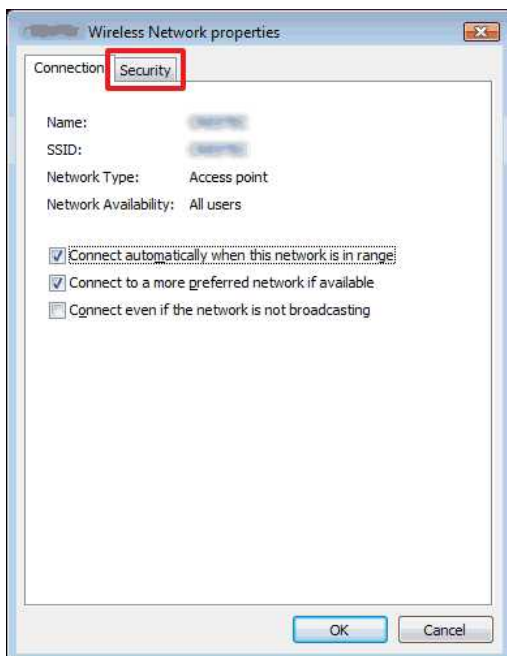 Wireless Network properties
Connection Security
Name:
SSID:
Network Type: Access point
Network Availability: All users
Connect automatically when this network is in range
Connect to a more preferred network if available
Connect even if the network is not broadcasting
OK Cancel